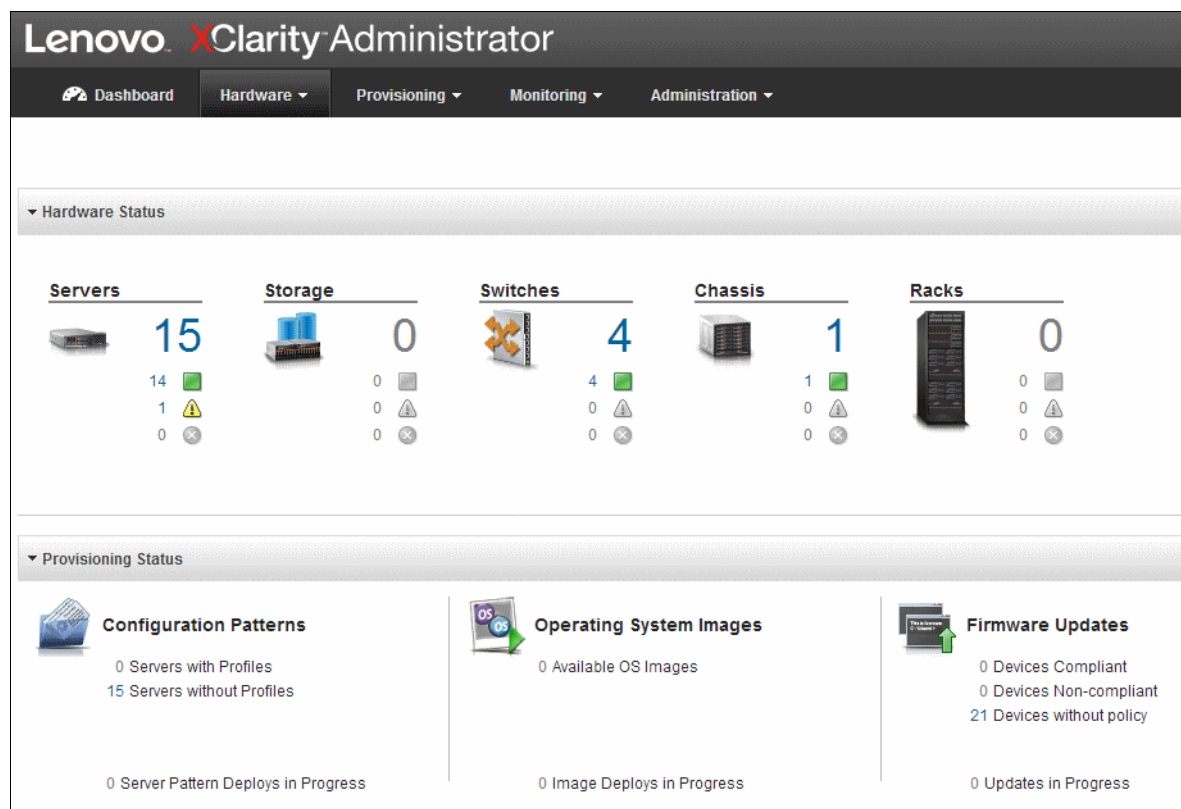 Lenovo XClarity Administrator
Dashboard Hardware Provisioning Monitoring Administration
Hardware Status
Servers Storage Switches Chassis Racks
15 0 4 1 0
14 0 4 1 0
1 0 0 0 0
0 0 0 0 0
Provisioning Status
Configuration Patterns
0 Servers with Profiles
15 Servers without Profiles
0 Server Pattern Deploys in Progress
OS
OS
Operating System Images
0 Available OS Images
0 Image Deploys in Progress
Firmware Updates
0 Devices Compliant
0 Devices Non-compliant
21 Devices without policy
0 Updates in Progress